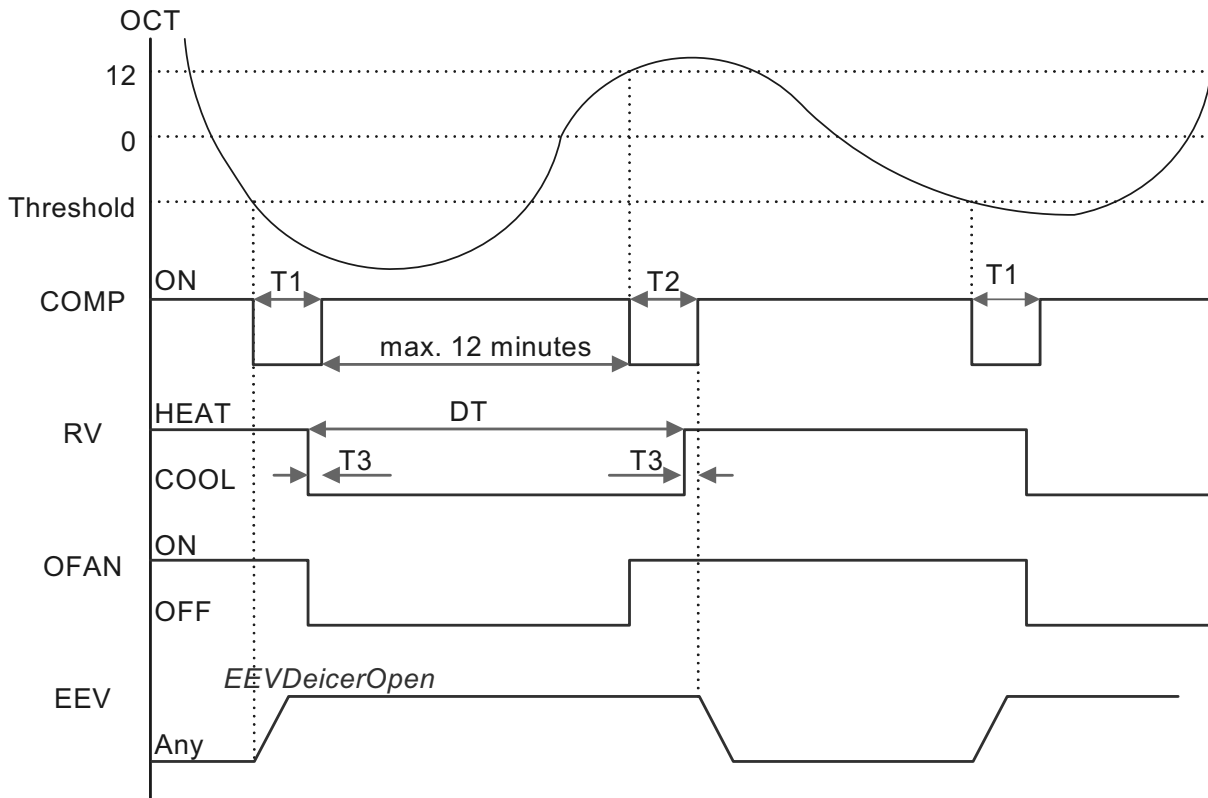 OCT
12
0
Threshold
COMP
ON
T1
T2
T1
max. 12 minutes
RV
HEAT
DT
COOL
T3
T3
OFAN
ON
OFF
EEV
EEVDeicerOpen
Any